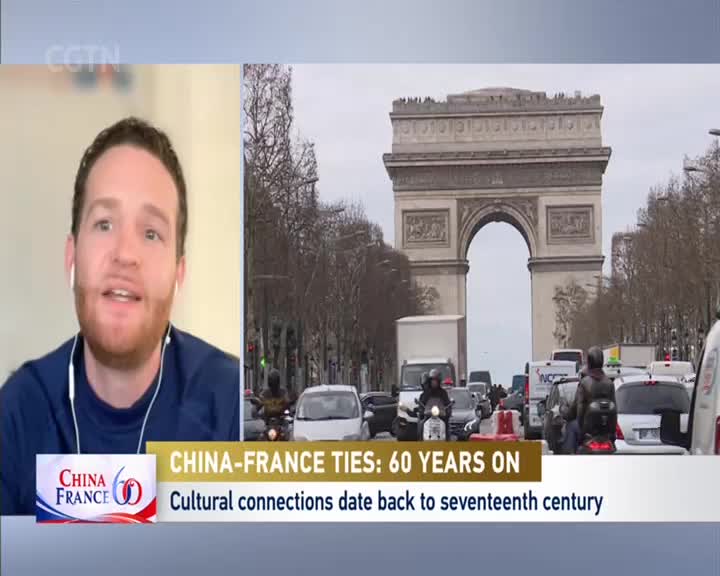 CGTN
CHINA-FRANCE TIES: 60 YEARS ON
CHINA
FRANCE 60
Cultural connections date back to seventeenth century